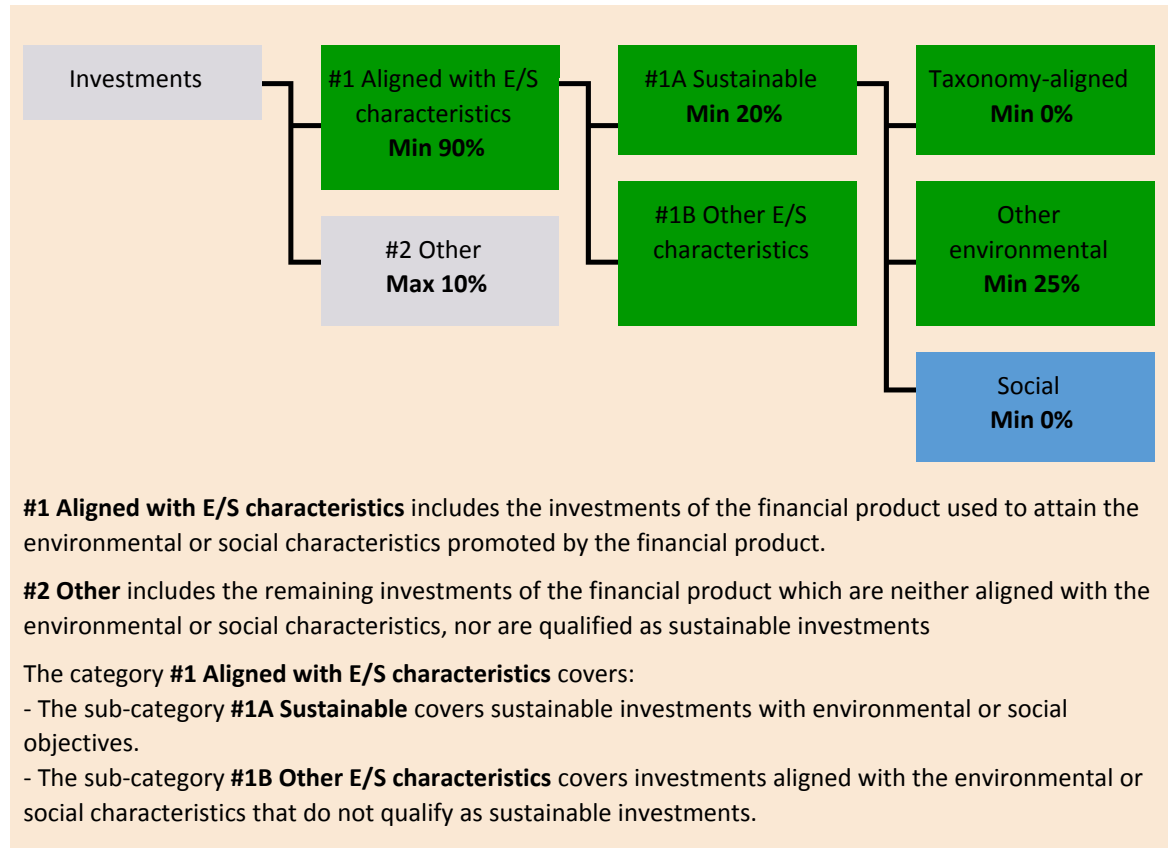 Investments
#1 Aligned with E/S
characteristics
Min 90%
#2 Other
Max 10%
#1A Sustainable
Min 20%
#1B Other E/S
characteristics
Taxonomy-aligned
Min 0%
Other
environmental
Min 25%
Social
Min 0%
#1 Aligned with E/S characteristics includes the investments of the financial product used to attain the
environmental or social characteristics promoted by the financial product.
#2 Other includes the remaining investments of the financial product which are neither aligned with the
environmental or social characteristics, nor are qualified as sustainable investments
The category #1 Aligned with E/S characteristics covers:
- The sub-category #1A Sustainable covers sustainable investments with environmental or social
objectives.
- The sub-category #1B Other E/S characteristics covers investments aligned with the environmental or
social characteristics that do not qualify as sustainable investments.